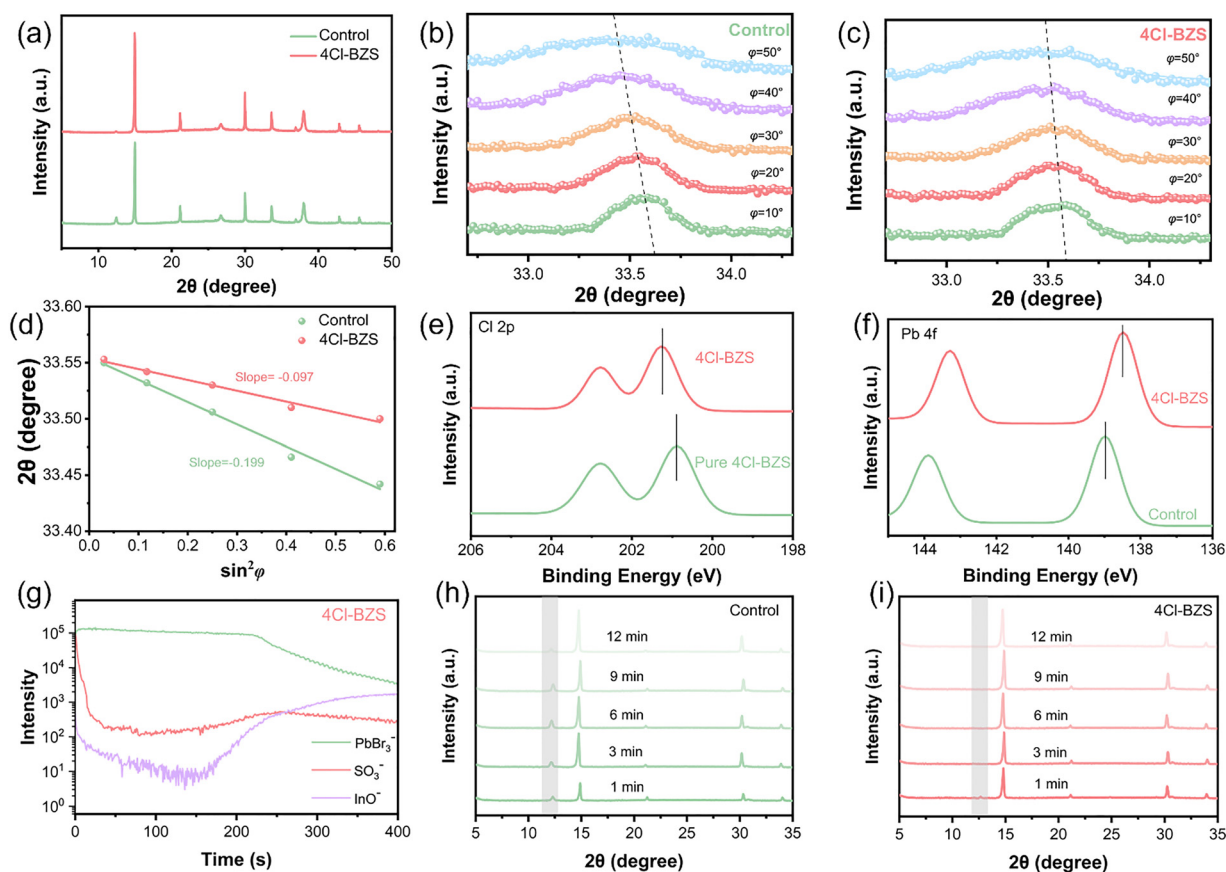 (a)
Control
4Cl-BZS
Intensity (a.u.)
10 20 30 40 50
2θ (degree)
(b)
Control
φ=50°
φ=40°
φ=30°
φ=20°
φ=10°
Intensity (a.u.)
33.0 33.5 34.0
2θ (degree)
(c)
4Cl-BZS
φ=50°
φ=40°
φ=30°
φ=20°
φ=10°
Intensity (a.u.)
33.0 33.5 34.0
2θ (degree)
(d)
33.60
33.55
33.50
33.45
33.40
2θ (degree)
Control
4Cl-BZS
Slope= -0.097
Slope=-0.199
0.0 0.1 0.2 0.3 0.4 0.5 0.6
sin²φ
(e)
Cl 2p
4Cl-BZS
Pure 4Cl-BZS
Intensity (a.u.)
206 204 202 200 198
Binding Energy (eV)
(f)
Pb 4f
4Cl-BZS
Control
Intensity (a.u.)
144 142 140 138 136
Binding Energy (eV)
(g)
4Cl-BZS
10⁵
10⁴
10³
10²
10¹
10⁰
Intensity
PbBr₃⁻
SO₃⁻
InO⁻
0 100 200 300 400
Time (s)
(h)
Control
12 min
9 min
6 min
3 min
1 min
Intensity (a.u.)
5 10 15 20 25 30 35
2θ (degree)
(i)
4Cl-BZS
12 min
9 min
6 min
3 min
1 min
Intensity (a.u.)
5 10 15 20 25 30 35
2θ (degree)